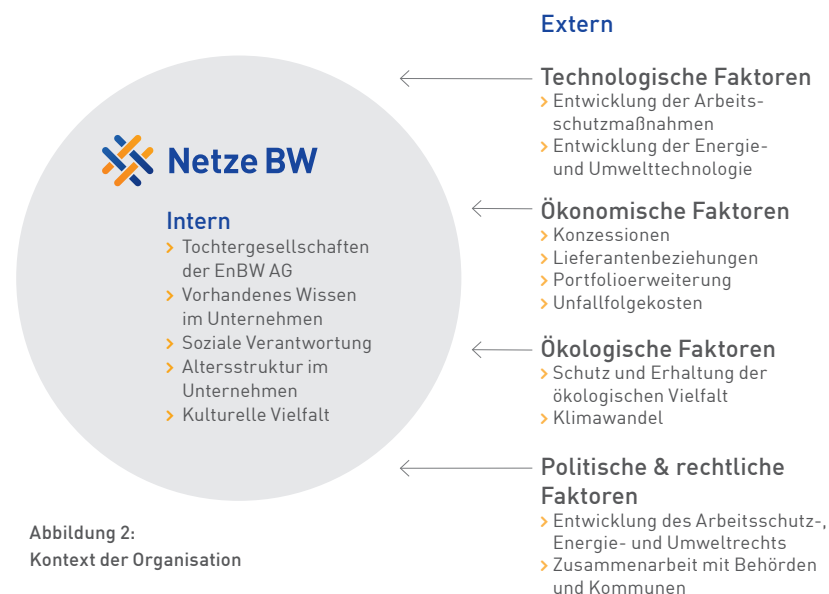 Netze BW
Intern
› Tochtergesellschaften
der EnBW AG
› Vorhandenes Wissen
im Unternehmen
› Soziale Verantwortung
› Altersstruktur im
Unternehmen
› Kulturelle Vielfalt
Abbildung 2:
Kontext der Organisation
Extern
Technologische Faktoren
› Entwicklung der Arbeits-
schutzmaßnahmen
› Entwicklung der Energie-
und Umwelttechnologie
Ökonomische Faktoren
› Konzessionen
› Lieferantenbeziehungen
› Portfolioerweiterung
› Unfallfolgekosten
Ökologische Faktoren
› Schutz und Erhaltung der
ökologischen Vielfalt
› Klimawandel
Politische & rechtliche
Faktoren
› Entwicklung des Arbeitsschutz-,
Energie- und Umweltrechts
› Zusammenarbeit mit Behörden
und Kommunen